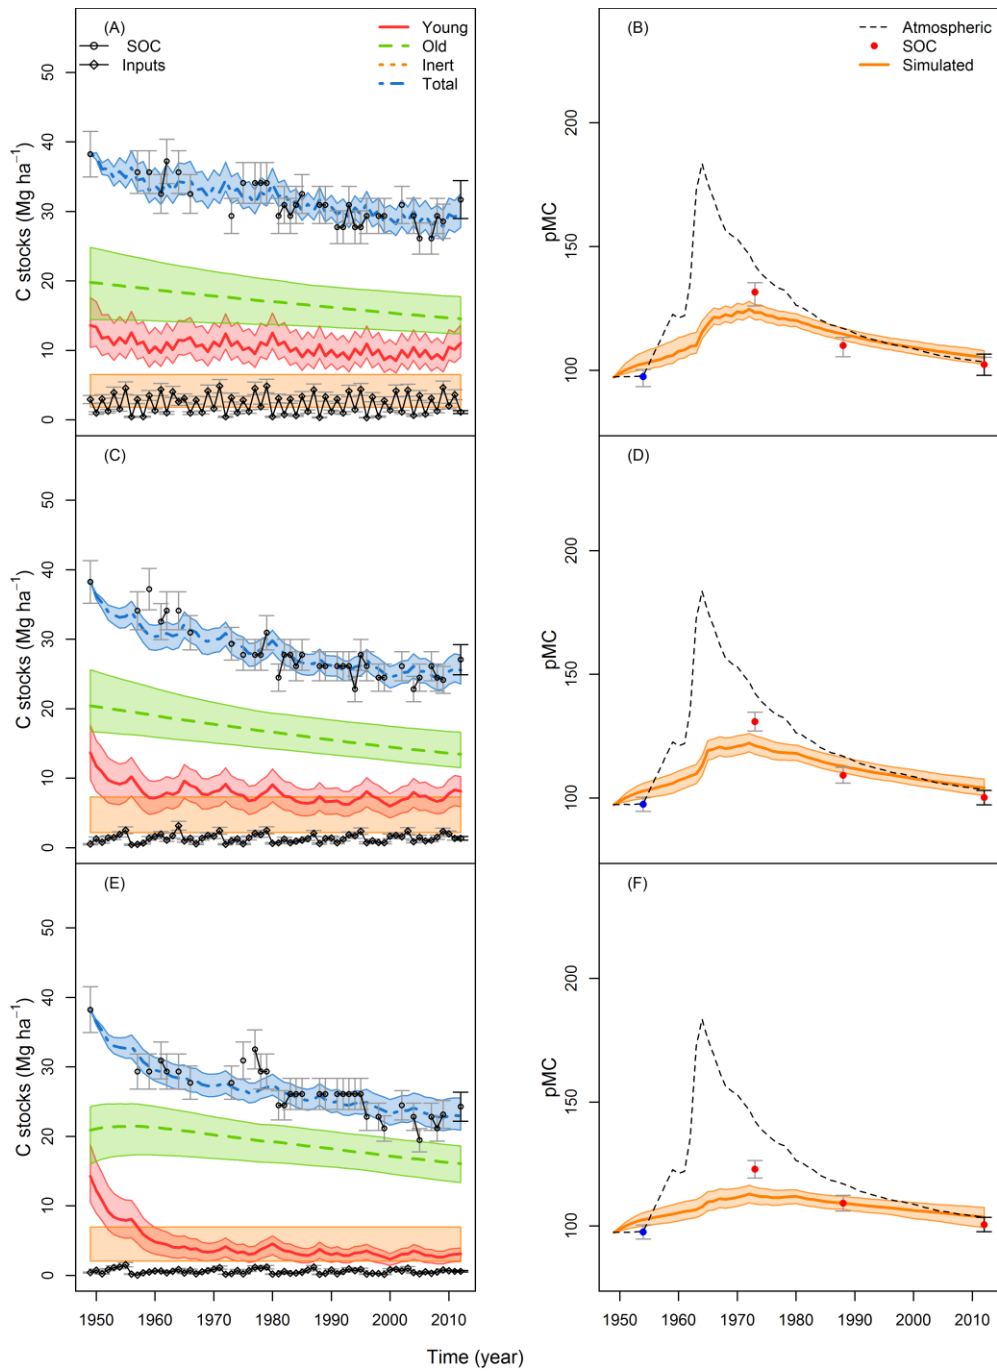 (A)
Young
Old
Inert
Total
SOC
Inputs
50
40
30
20
10
0
C stocks (Mg ha⁻¹)
(B)
Atmospheric
SOC
Simulated
200
150
100
pMC
(C)
50
40
30
20
10
0
C stocks (Mg ha⁻¹)
(D)
200
150
100
pMC
(E)
50
40
30
20
10
0
C stocks (Mg ha⁻¹)
1950 1960 1970 1980 1990 2000 2010
(F)
200
150
100
pMC
1950 1960 1970 1980 1990 2000 2010
Time (year)